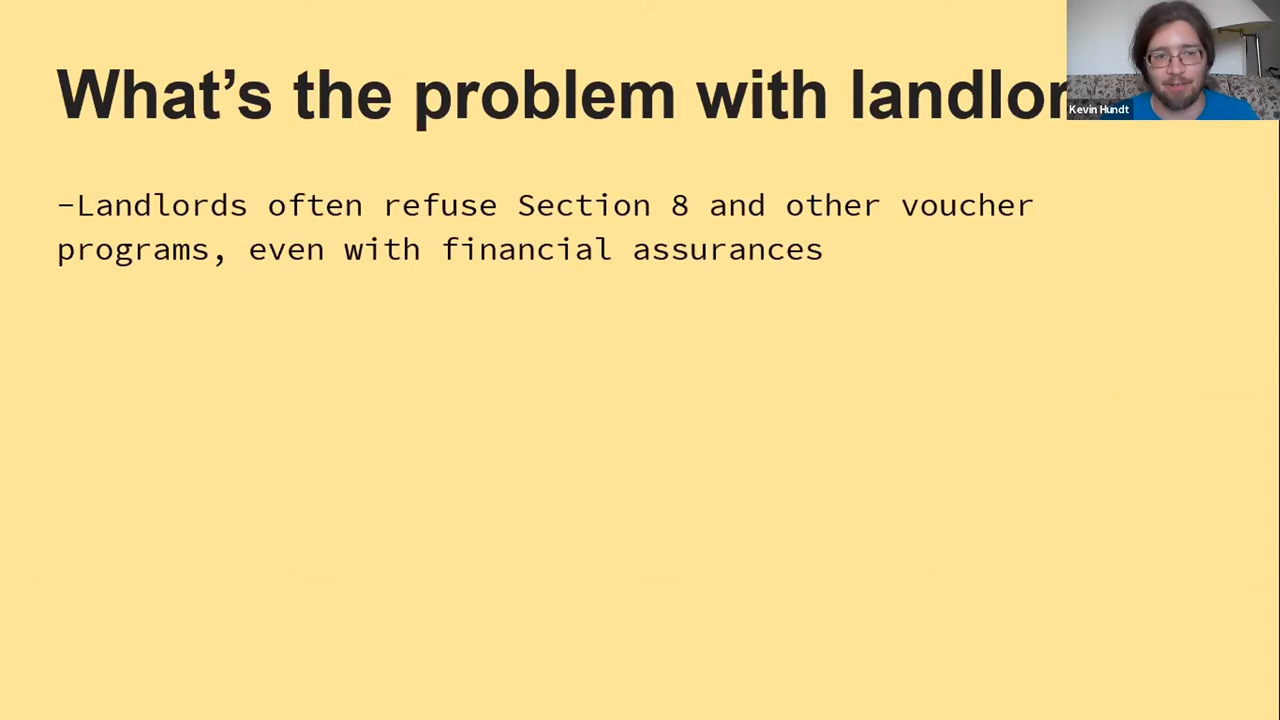 What’s the problem with landlor
-Landlords often refuse Section 8 and other voucher
programs, even with financial assurances
Kevin Hundt